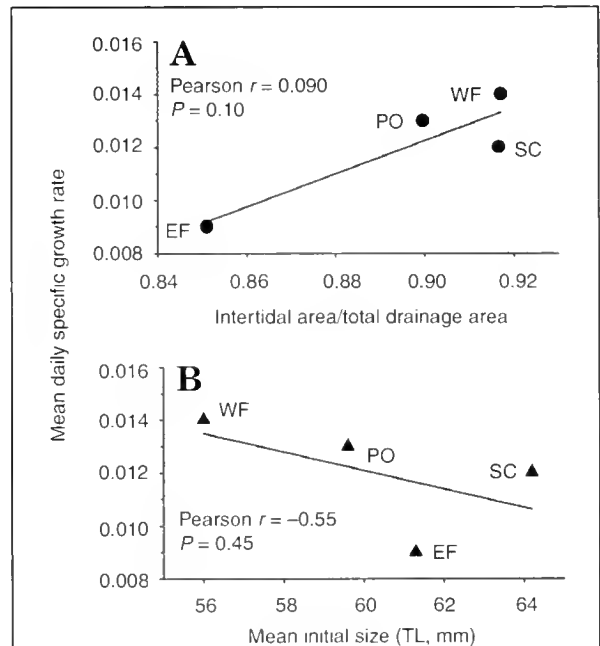 A
Pearson r = 0.090
P = 0.10
0.016
0.014
0.012
0.010
0.008
WF
PO
SC
EF
0.84 0.86 0.88 0.90 0.92
Intertidal area/total drainage area
Mean daily specific growth rate
B
0.016
0.014
0.012
0.010
0.008
WF
PO
SC
EF
Pearson r = –0.55
P = 0.45
56 58 60 62 64
Mean initial size (TL, mm)